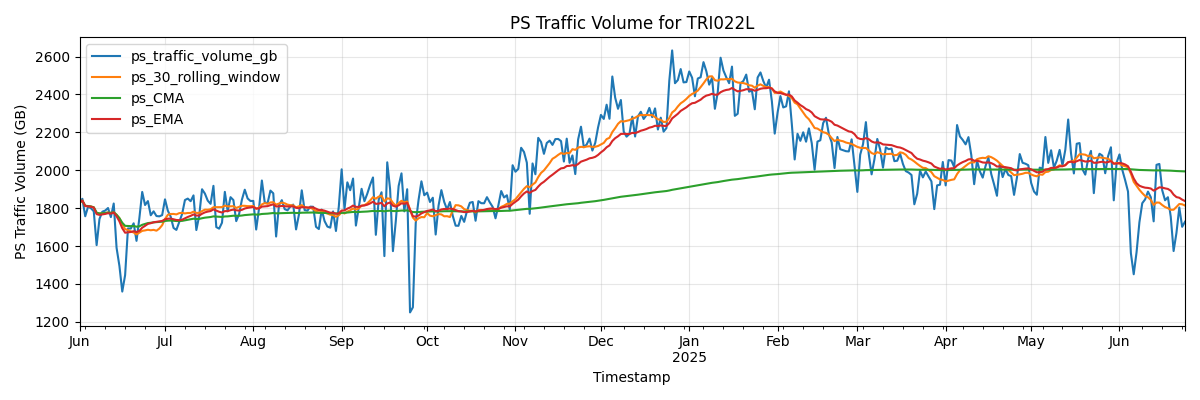 PS Traffic Volume for TRI022L
PS Traffic Volume (GB)
2600
2400
2200
2000
1800
1600
1400
1200
ps_traffic_volume_gb
ps_30_rolling_window
ps_CMA
ps_EMA
Jun Jul Aug Sep Oct Nov Dec Jan Feb Mar Apr May Jun
2025
Timestamp